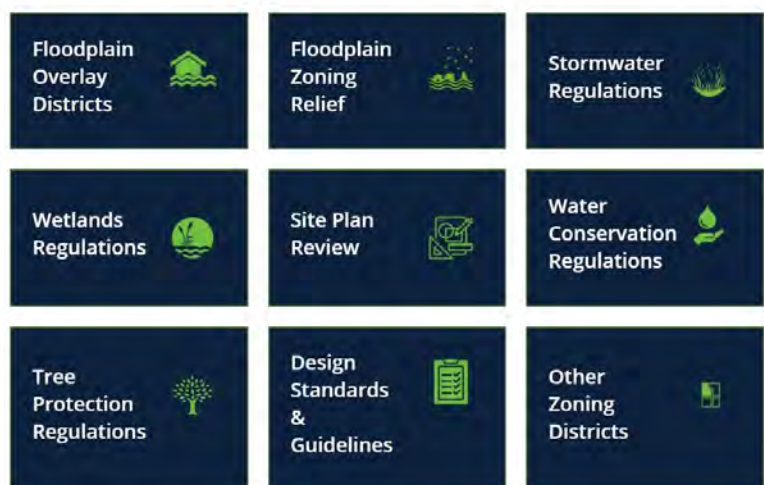 Floodplain
Overlay
Districts
Floodplain
Zoning
Relief
Stormwater
Regulations
Wetlands
Regulations
Site Plan
Review
Water
Conservation
Regulations
Tree
Protection
Regulations
Design
Standards
&
Guidelines
Other
Zoning
Districts